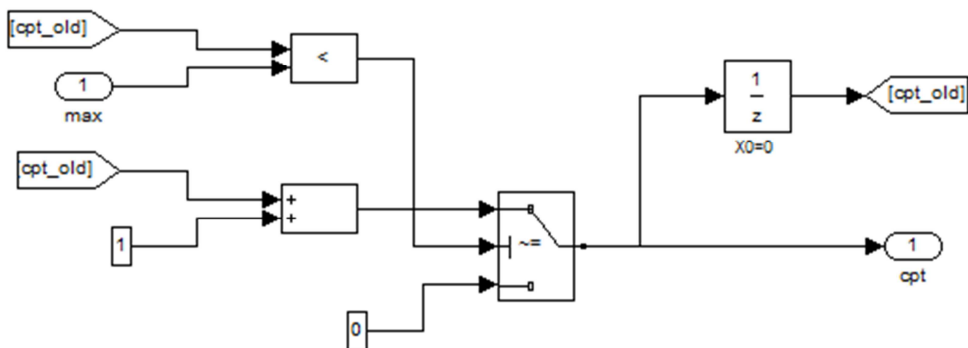 [cpt_old]
<
1
max
1
z
X0=0
[cpt_old]
[cpt_old]
+
+
1
~=
1
cpt
0